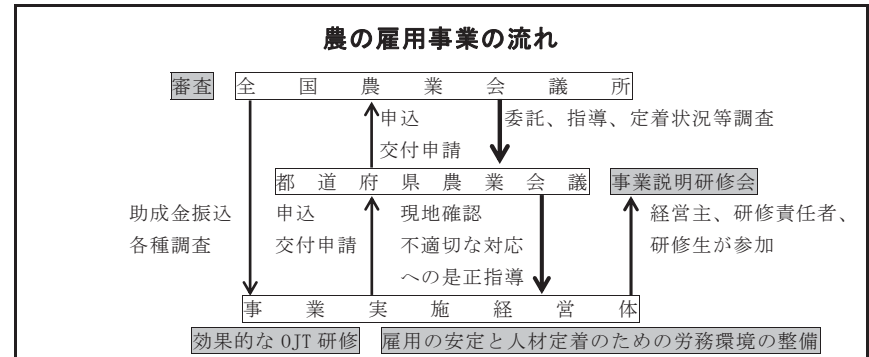 農の雇用事業の流れ
審査 全国農業会議所
申込 委託、指導、定着状況等調査
交付申請
都道府県農業会議 事業説明研修会
助成金振込 申込 現地確認 経営主、研修責任者、
各種調査 交付申請 不適切な対応 研修生が参加
への是正指導
事業実施経営体
効果的な OJT 研修 雇用の安定と人材定着のための労務環境の整備